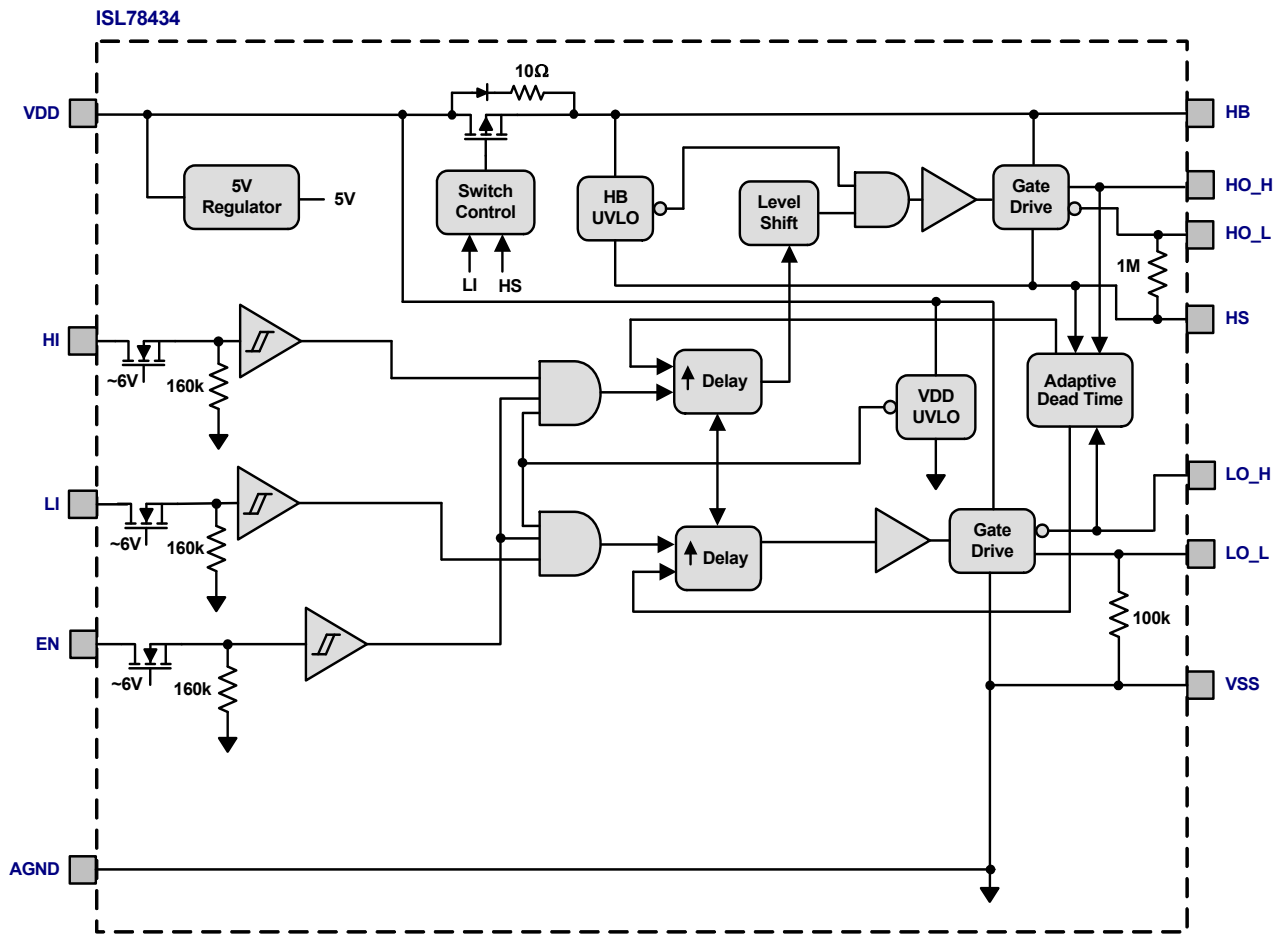 ISL78434
10Ω
VDD
HB
5V
Regulator
5V
Switch
Control
LI
HS
HB
UVLO
Level
Shift
Gate
Drive
HO_H
HO_L
1M
HS
HI
~6V
160k
Delay
VDD
UVLO
Adaptive
Dead Time
LI
~6V
160k
Delay
Gate
Drive
LO_H
LO_L
100k
EN
~6V
160k
VSS
AGND